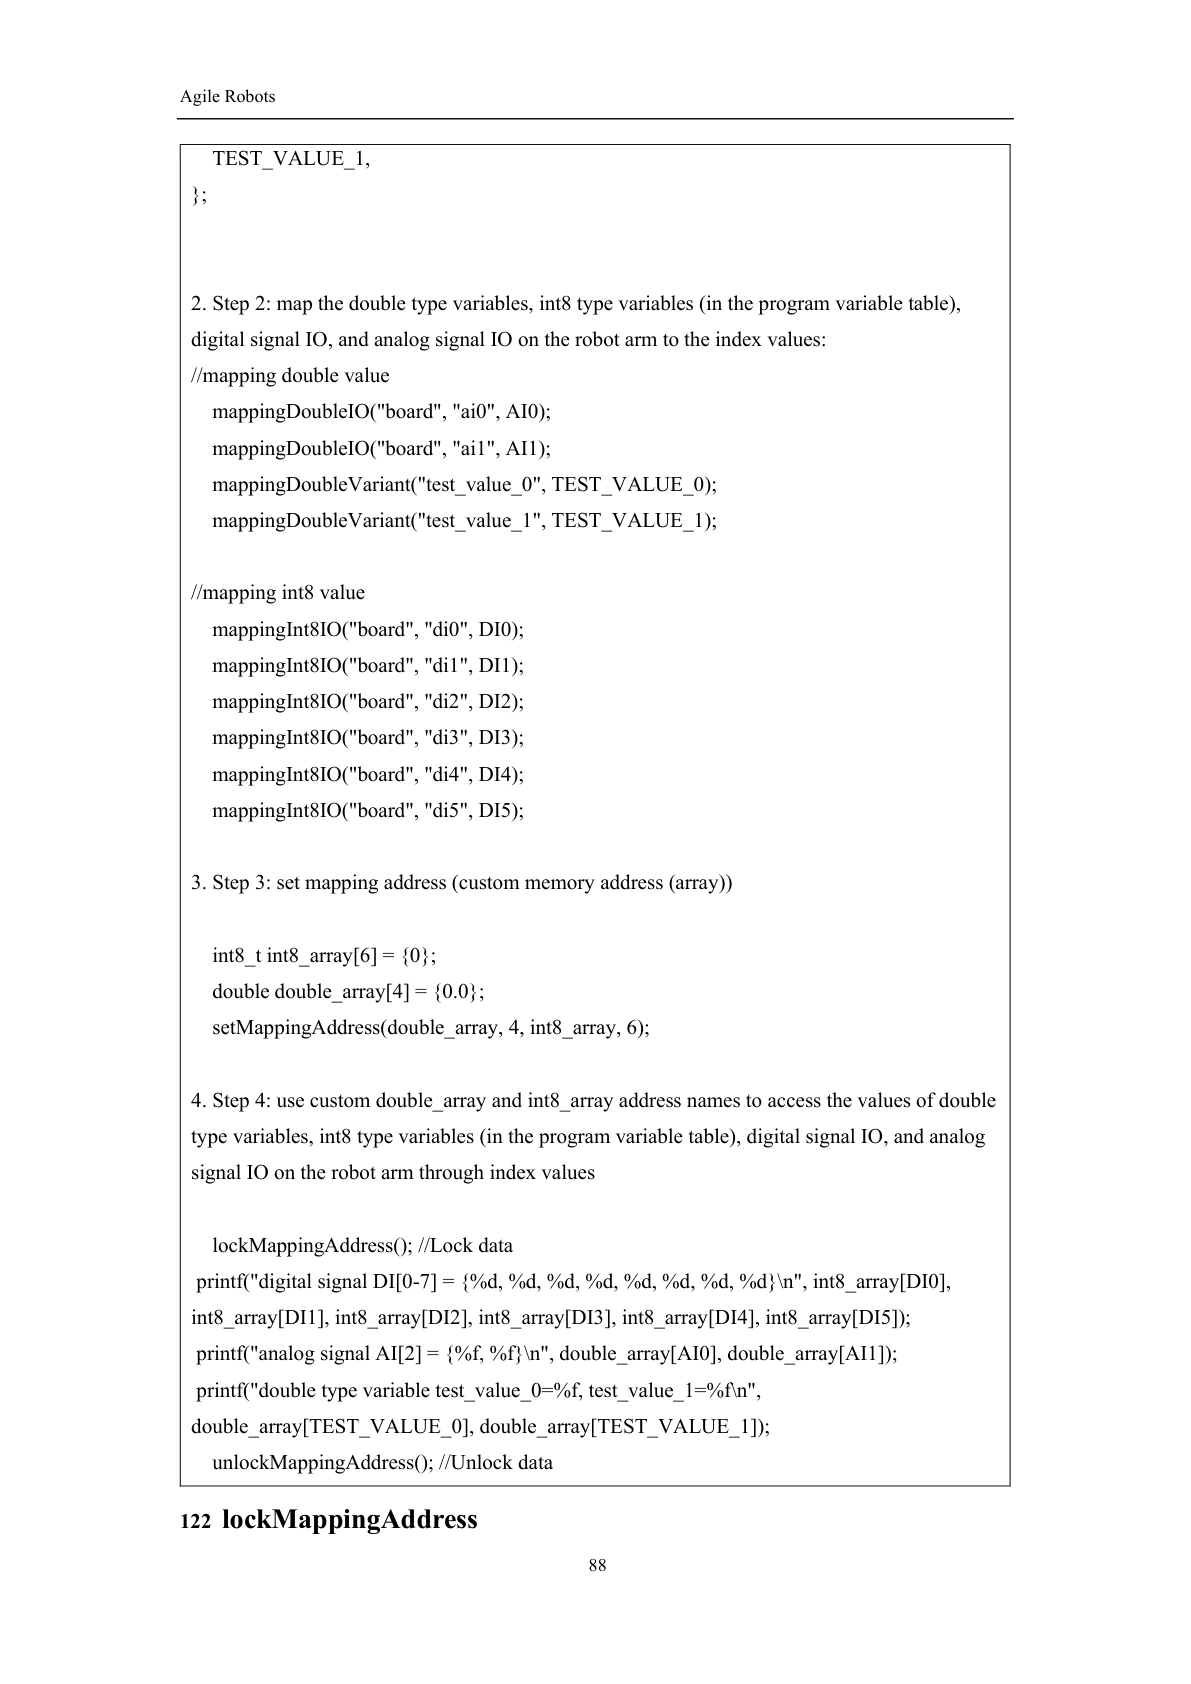 Agile Robots
TEST_VALUE_1,
};
2. Step 2: map the double type variables, int8 type variables (in the program variable table),
digital signal IO, and analog signal IO on the robot arm to the index values:
//mapping double value
mappingDoubleIO("board", "ai0", AI0);
mappingDoubleIO("board", "ai1", AI1);
mappingDoubleVariant("test_value_0", TEST_VALUE_0);
mappingDoubleVariant("test_value_1", TEST_VALUE_1);
//mapping int8 value
mappingInt8IO("board", "di0", DI0);
mappingInt8IO("board", "di1", DI1);
mappingInt8IO("board", "di2", DI2);
mappingInt8IO("board", "di3", DI3);
mappingInt8IO("board", "di4", DI4);
mappingInt8IO("board", "di5", DI5);
3. Step 3: set mapping address (custom memory address (array))
int8_t int8_array[6] = {0};
double double_array[4] = {0.0};
setMappingAddress(double_array, 4, int8_array, 6);
4. Step 4: use custom double_array and int8_array address names to access the values of double
type variables, int8 type variables (in the program variable table), digital signal IO, and analog
signal IO on the robot arm through index values
lockMappingAddress(); //Lock data
printf("digital signal DI[0-7] = {%d, %d, %d, %d, %d, %d, %d, %d}\n", int8_array[DI0],
int8_array[DI1], int8_array[DI2], int8_array[DI3], int8_array[DI4], int8_array[DI5]);
printf("analog signal AI[2] = {%f, %f}\n", double_array[AI0], double_array[AI1]);
printf("double type variable test_value_0=%f, test_value_1=%f\n",
double_array[TEST_VALUE_0], double_array[TEST_VALUE_1]);
unlockMappingAddress(); //Unlock data
122 lockMappingAddress
88